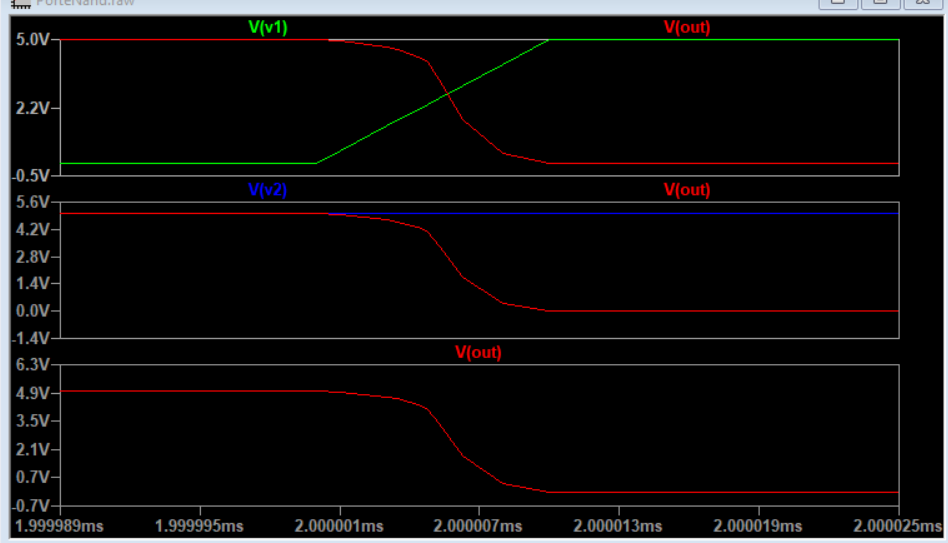 PorteNand.raw
V(v1) V(out)
5.0V
2.2V
-0.5V
V(v2) V(out)
5.6V
4.2V
2.8V
1.4V
0.0V
-1.4V
V(out)
6.3V
4.9V
3.5V
2.1V
0.7V
-0.7V
1.999989ms 1.999995ms 2.000001ms 2.000007ms 2.000013ms 2.000019ms 2.000025ms